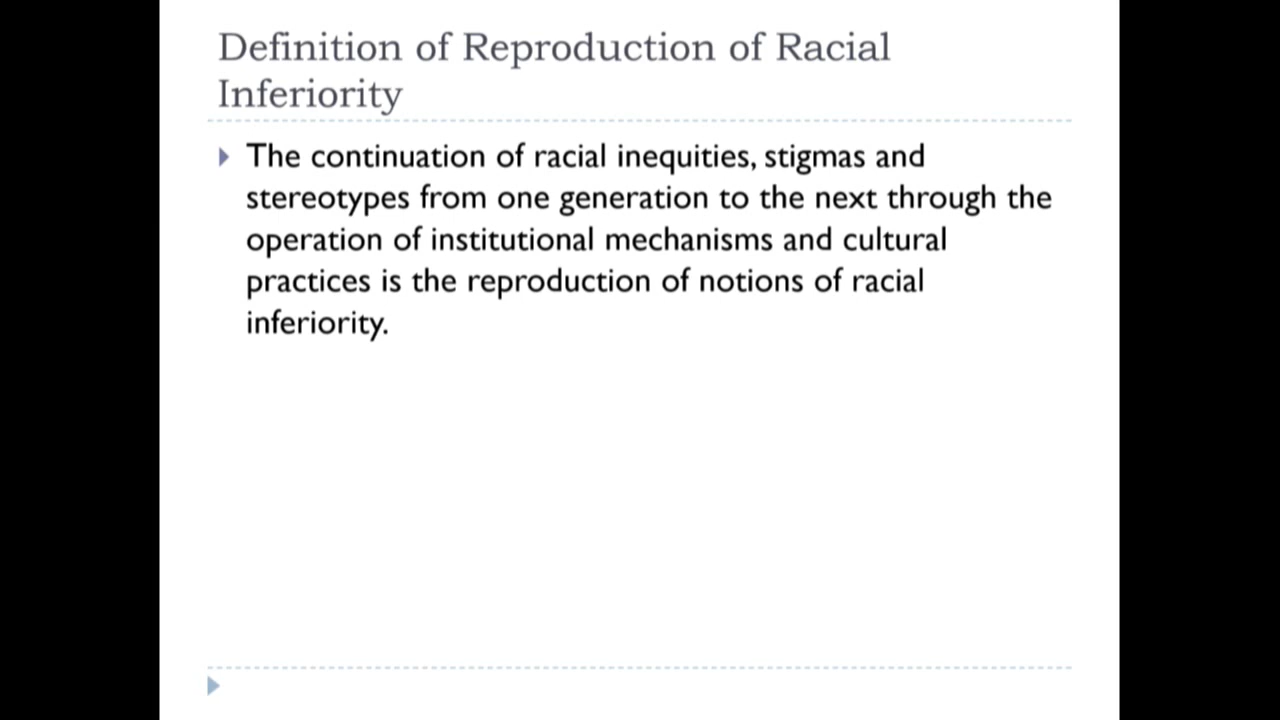 Definition of Reproduction of Racial
Inferiority
The continuation of racial inequities, stigmas and
stereotypes from one generation to the next through the
operation of institutional mechanisms and cultural
practices is the reproduction of notions of racial
inferiority.